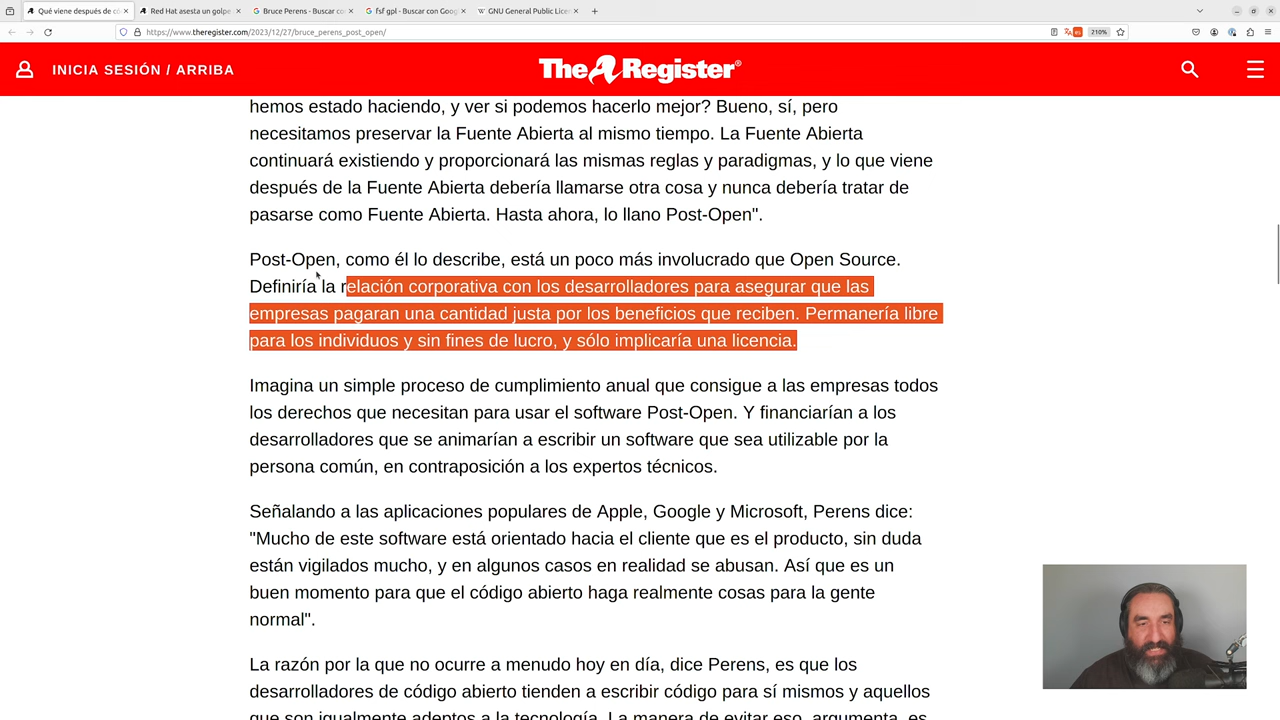 Qué viene después de có
Red Hat asesta un golpe
Bruce Perens - Buscar co
fsf gpl - Buscar con Goog
GNU General Public Lice
https://www.theregister.com/2023/12/27/bruce_perens_post_open/
210%
INICIA SESIÓN / ARRIBA
The Register
hemos estado haciendo, y ver si podemos hacerlo mejor? Bueno, sí, pero
necesitamos preservar la Fuente Abierta al mismo tiempo. La Fuente Abierta
continuará existiendo y proporcionará las mismas reglas y paradigmas, y lo que viene
después de la Fuente Abierta debería llamarse otra cosa y nunca debería tratar de
pasarse como Fuente Abierta. Hasta ahora, lo llano Post-Open".
Post-Open, como él lo describe, está un poco más involucrado que Open Source.
Definiría la relación corporativa con los desarrolladores para asegurar que las
empresas pagaran una cantidad justa por los beneficios que reciben. Permanería libre
para los individuos y sin fines de lucro, y sólo implicaría una licencia.
Imagina un simple proceso de cumplimiento anual que consigue a las empresas todos
los derechos que necesitan para usar el software Post-Open. Y financiarían a los
desarrolladores que se animarían a escribir un software que sea utilizable por la
persona común, en contraposición a los expertos técnicos.
Señalando a las aplicaciones populares de Apple, Google y Microsoft, Perens dice:
"Mucho de este software está orientado hacia el cliente que es el producto, sin duda
están vigilados mucho, y en algunos casos en realidad se abusan. Así que es un
buen momento para que el código abierto haga realmente cosas para la gente
normal".
La razón por la que no ocurre a menudo hoy en día, dice Perens, es que los
desarrolladores de código abierto tienden a escribir código para sí mismos y aquellos
que son igualmente adeptos a la tecnología. La manera de evitar eso, argumenta, es